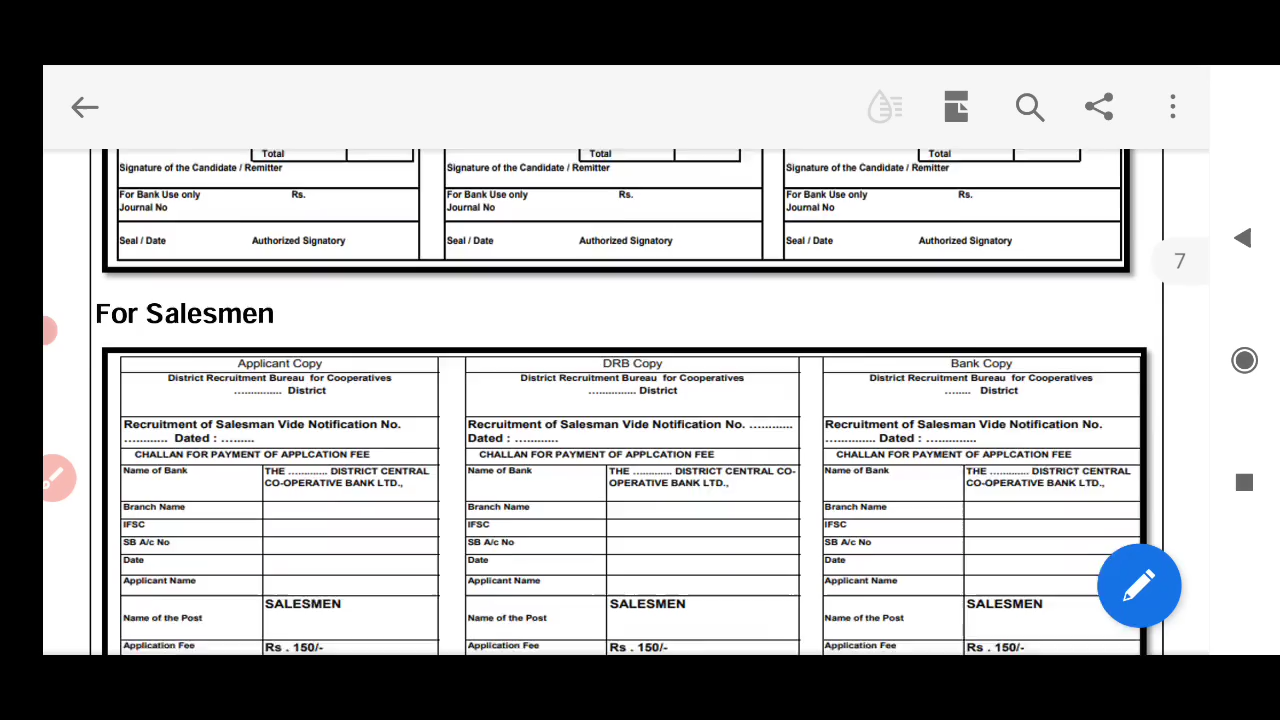 Total Total Total
Signature of the Candidate / Remitter Signature of the Candidate / Remitter Signature of the Candidate / Remitter
For Bank Use only Rs. For Bank Use only Rs. For Bank Use only Rs.
Journal No Journal No Journal No
Seal / Date Authorized Signatory Seal / Date Authorized Signatory Seal / Date Authorized Signatory
7
For Salesmen
Applicant Copy
District Recruitment Bureau for Cooperatives
.............. District
Recruitment of Salesman Vide Notification No.
........... Dated : ........
CHALLAN FOR PAYMENT OF APPLCATION FEE
Name of Bank THE ............ DISTRICT CENTRAL
CO-OPERATIVE BANK LTD.,
Branch Name
IFSC
SB A/c No
Date
Applicant Name
SALESMEN
Name of the Post
Application Fee Rs . 150/-
DRB Copy
District Recruitment Bureau for Cooperatives
.............. District
Recruitment of Salesman Vide Notification No. ...........
Dated : ...........
CHALLAN FOR PAYMENT OF APPLCATION FEE
Name of Bank THE ............ DISTRICT CENTRAL CO-
OPERATIVE BANK LTD.,
Branch Name
IFSC
SB A/c No
Date
Applicant Name
SALESMEN
Name of the Post
Application Fee Rs . 150/-
Bank Copy
District Recruitment Bureau for Cooperatives
........ District
Recruitment of Salesman Vide Notification No.
............. Dated : .............
CHALLAN FOR PAYMENT OF APPLCATION FEE
Name of Bank THE ............ DISTRICT CENTRAL
CO-OPERATIVE BANK LTD.,
Branch Name
IFSC
SB A/c No
Date
Applicant Name
SALESMEN
Name of the Post
Application Fee Rs . 150/-